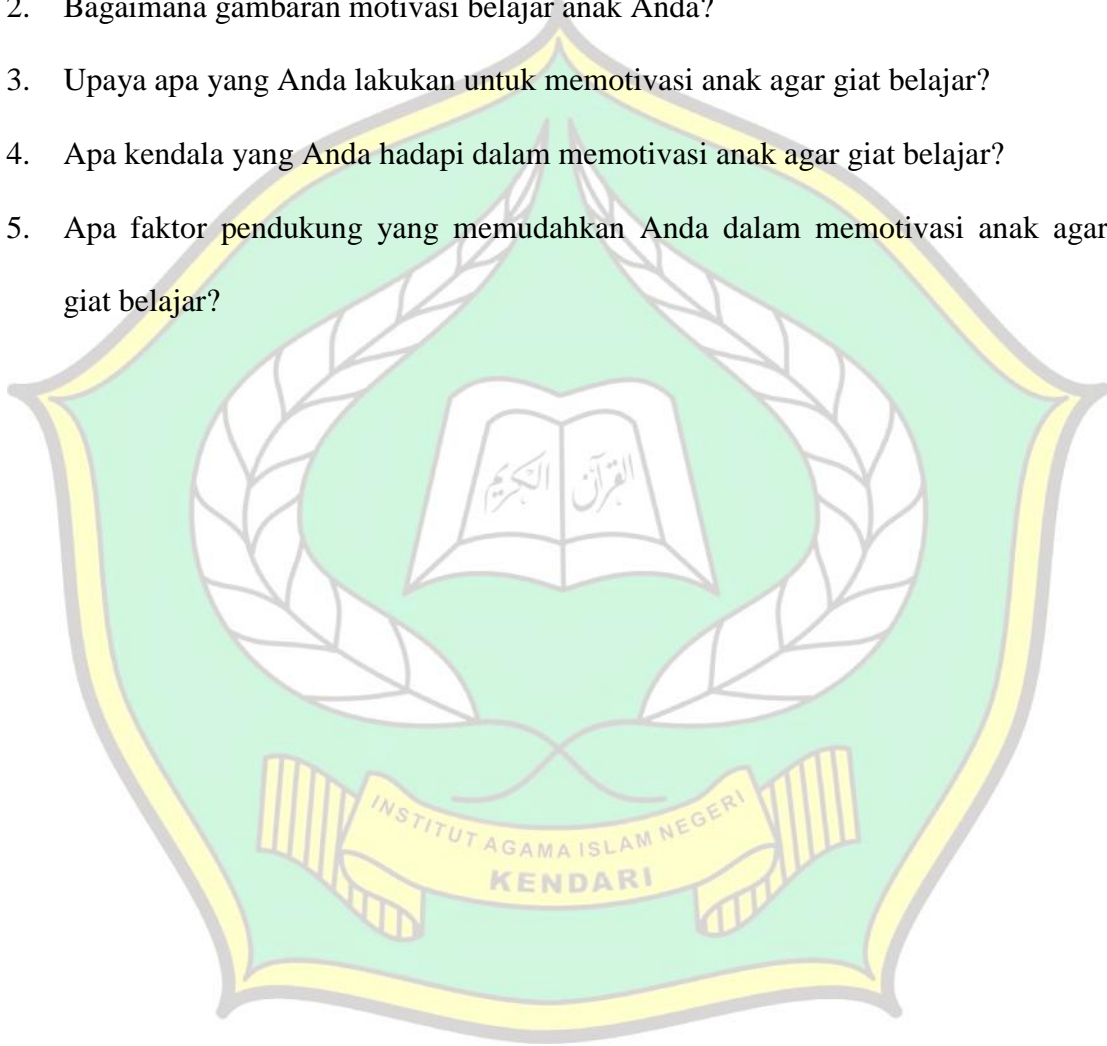 2. Bagaimana gambaran motivasi belajar anak Anda?
3. Upaya apa yang Anda lakukan untuk memotivasi anak agar giat belajar?
4. Apa kendala yang Anda hadapi dalam memotivasi anak agar giat belajar?
5. Apa faktor pendukung yang memudahkan Anda dalam memotivasi anak agar
giat belajar?
القرآن الكريم
INSTITUT AGAMA ISLAM NEGERI
KENDARI